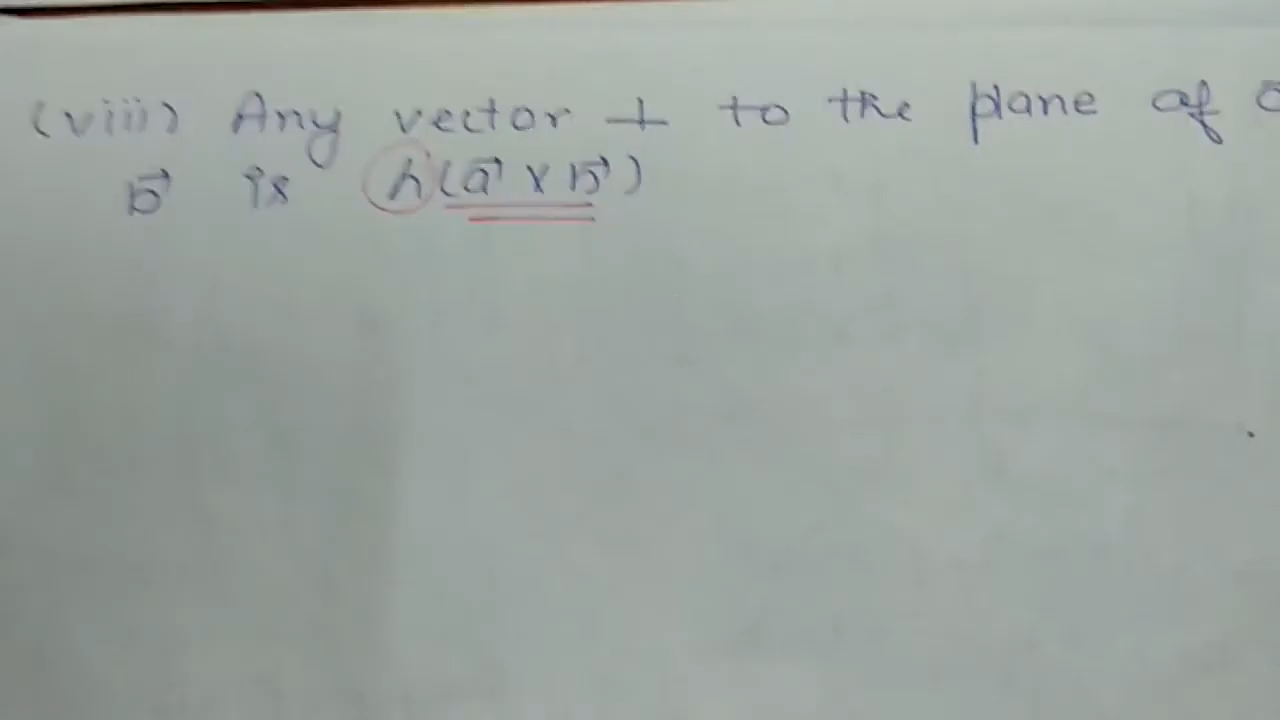 (viii) Any vector ⊥ to the plane of
b⃗ is λ(a⃗ × b⃗)